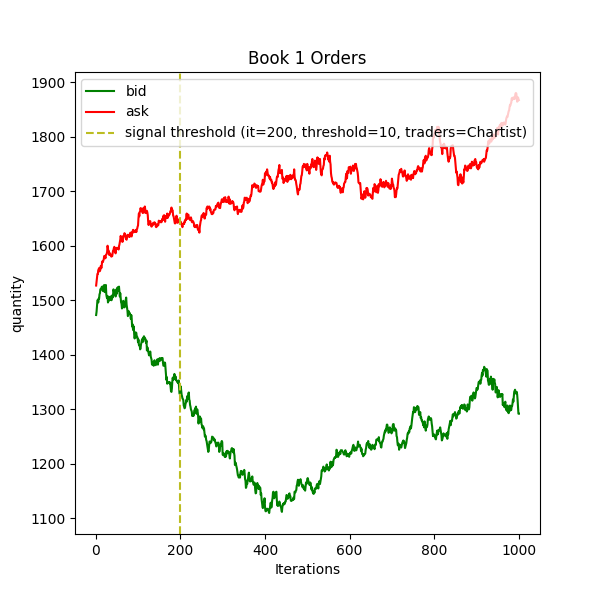 Book 1 Orders
bid
ask
signal threshold (it=200, threshold=10, traders=Chartist)
1900
1800
1700
1600
1500
1400
1300
1200
1100
quantity
0 200 400 600 800 1000
Iterations